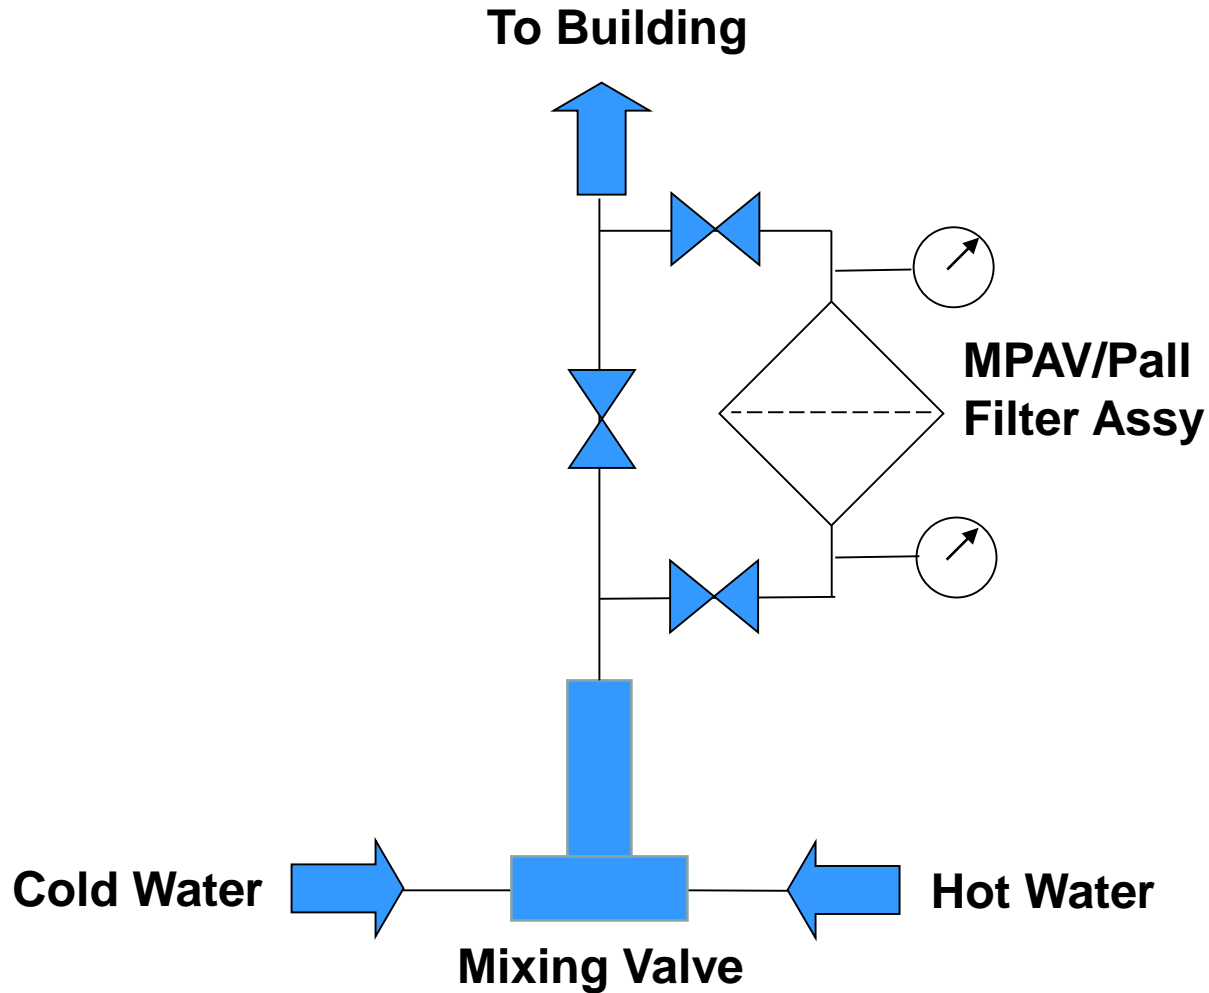 To Building
MPAV/Pall
Filter Assy
Cold Water
Hot Water
Mixing Valve